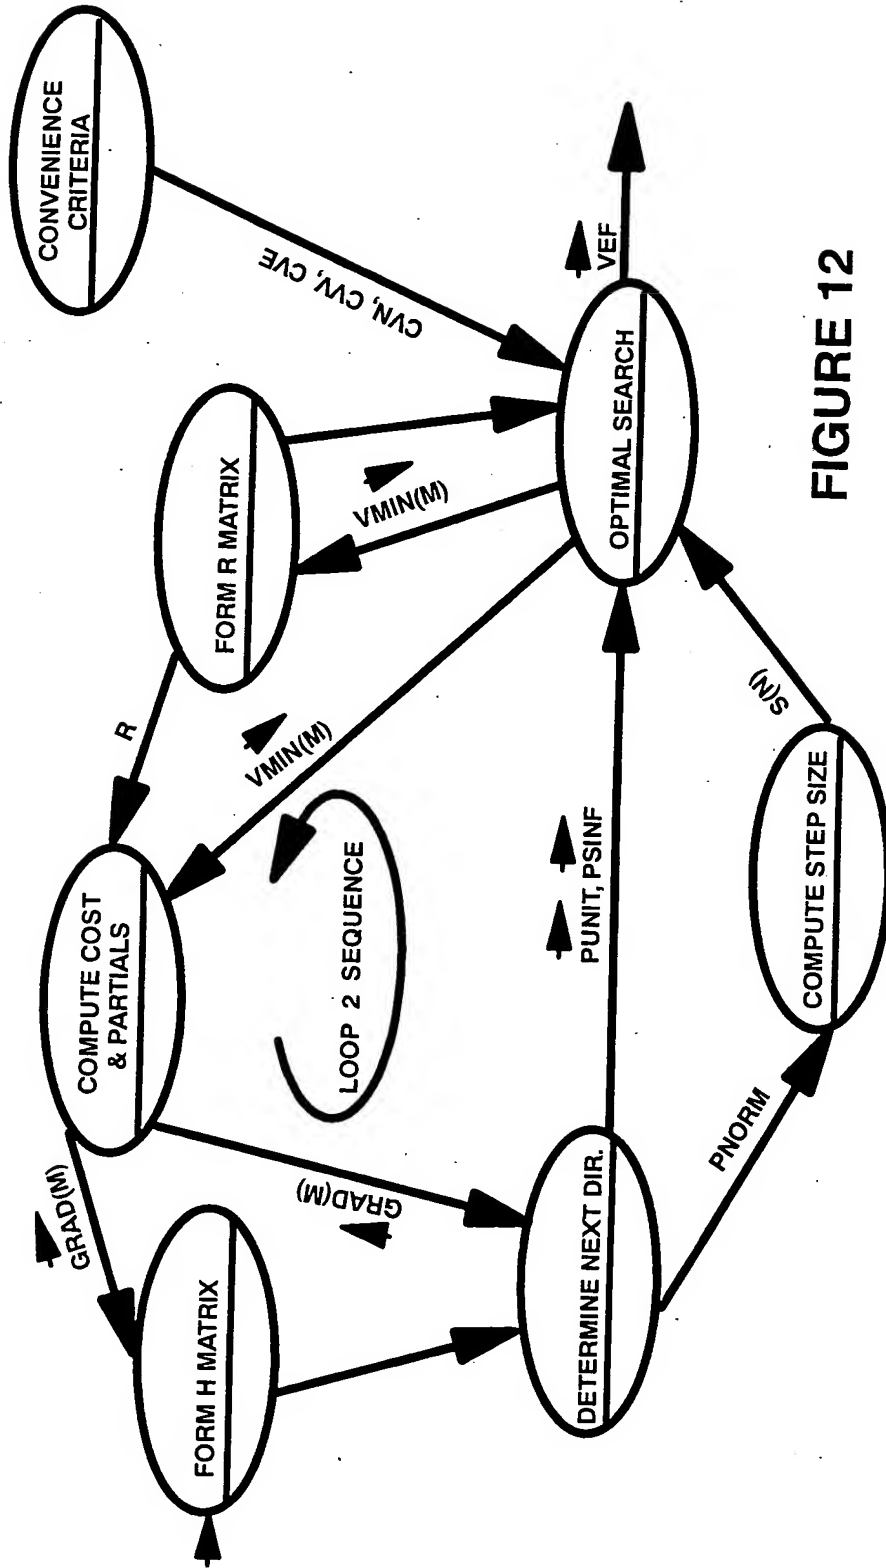 CONVENIENCE
CRITERIA
CVN, CVV, CVE
FORM R MATRIX
R
VMIN(M)
VMIN(M)
COMPUTE COST
& PARTIALS
GRAD(M)
GRAD(M)
FORM H MATRIX
LOOP 2 SEQUENCE
DETERMINE NEXT DIR.
PUNIT, PSINF
PNORM
COMPUTE STEP SIZE
S(N)
OPTIMAL SEARCH
VEF
FIGURE 12